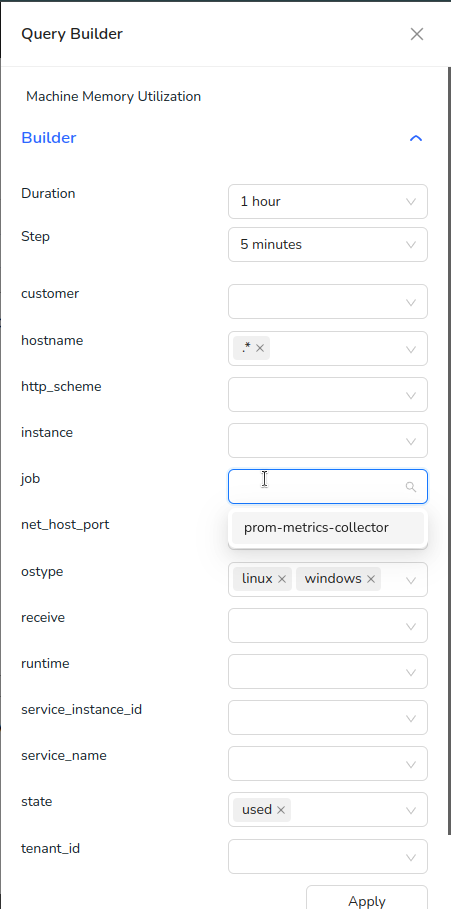 Query Builder
Machine Memory Utilization
Builder
Duration
1 hour
Step
5 minutes
customer
hostname
.*
http_scheme
instance
job
net_host_port
prom-metrics-collector
ostype
linux windows
receive
runtime
service_instance_id
service_name
state
used
tenant_id
Apply